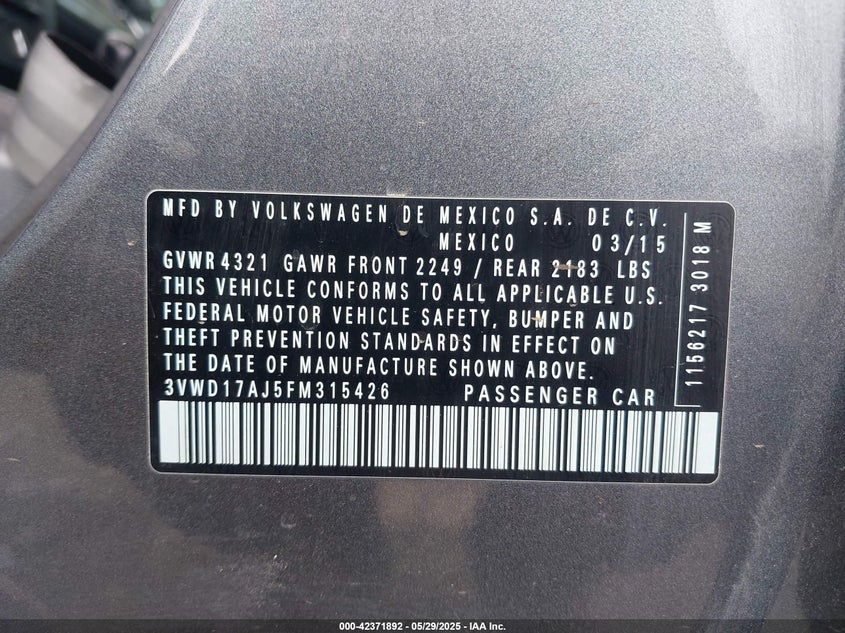 MFD BY VOLKSWAGEN DE MEXICO S.A. DE C.V.
MEXICO 03/15
GVWR 4321 GAWR FRONT 2249 / REAR 2183 LBS
THIS VEHICLE CONFORMS TO ALL APPLICABLE U.S.
FEDERAL MOTOR VEHICLE SAFETY, BUMPER AND
THEFT PREVENTION STANDARDS IN EFFECT ON
THE DATE OF MANUFACTURE SHOWN ABOVE.
3VWD17AJ5FM315426 PASSENGER CAR
1156217 3018 M
000-42371892 - 05/29/2025 - IAA Inc.